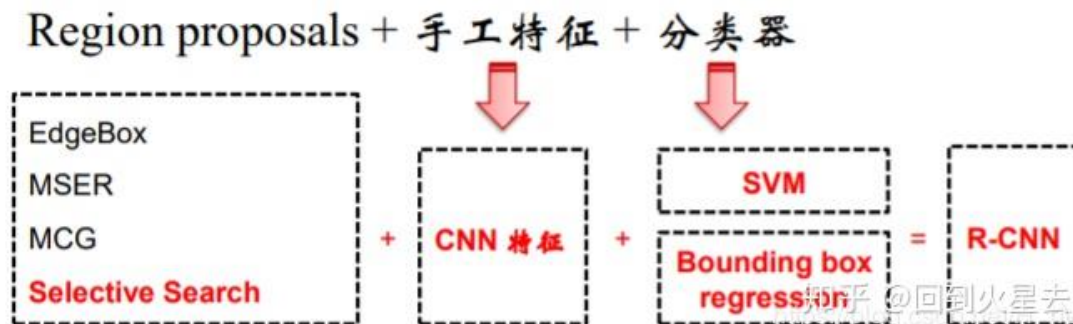 Region proposals + 手工特征 + 分类器
EdgeBox
MSER
MCG
Selective Search
+
CNN 特征
+
SVM
Bounding box
regression
=
R-CNN
知乎 @回到火星去